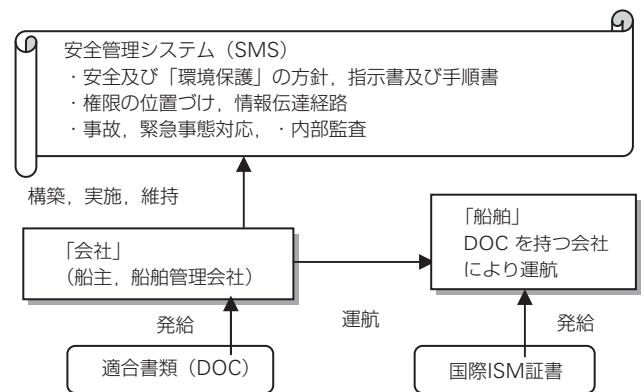 安全管理システム（SMS）
・安全及び「環境保護」の方針，指示書及び手順書
・権限の位置づけ，情報伝達経路
・事故，緊急事態対応，・内部監査
構築，実施，維持
「会社」
（船主，船舶管理会社）
「船舶」
DOC を持つ会社
により運航
発給
運航
発給
適合書類（DOC）
国際ISM証書